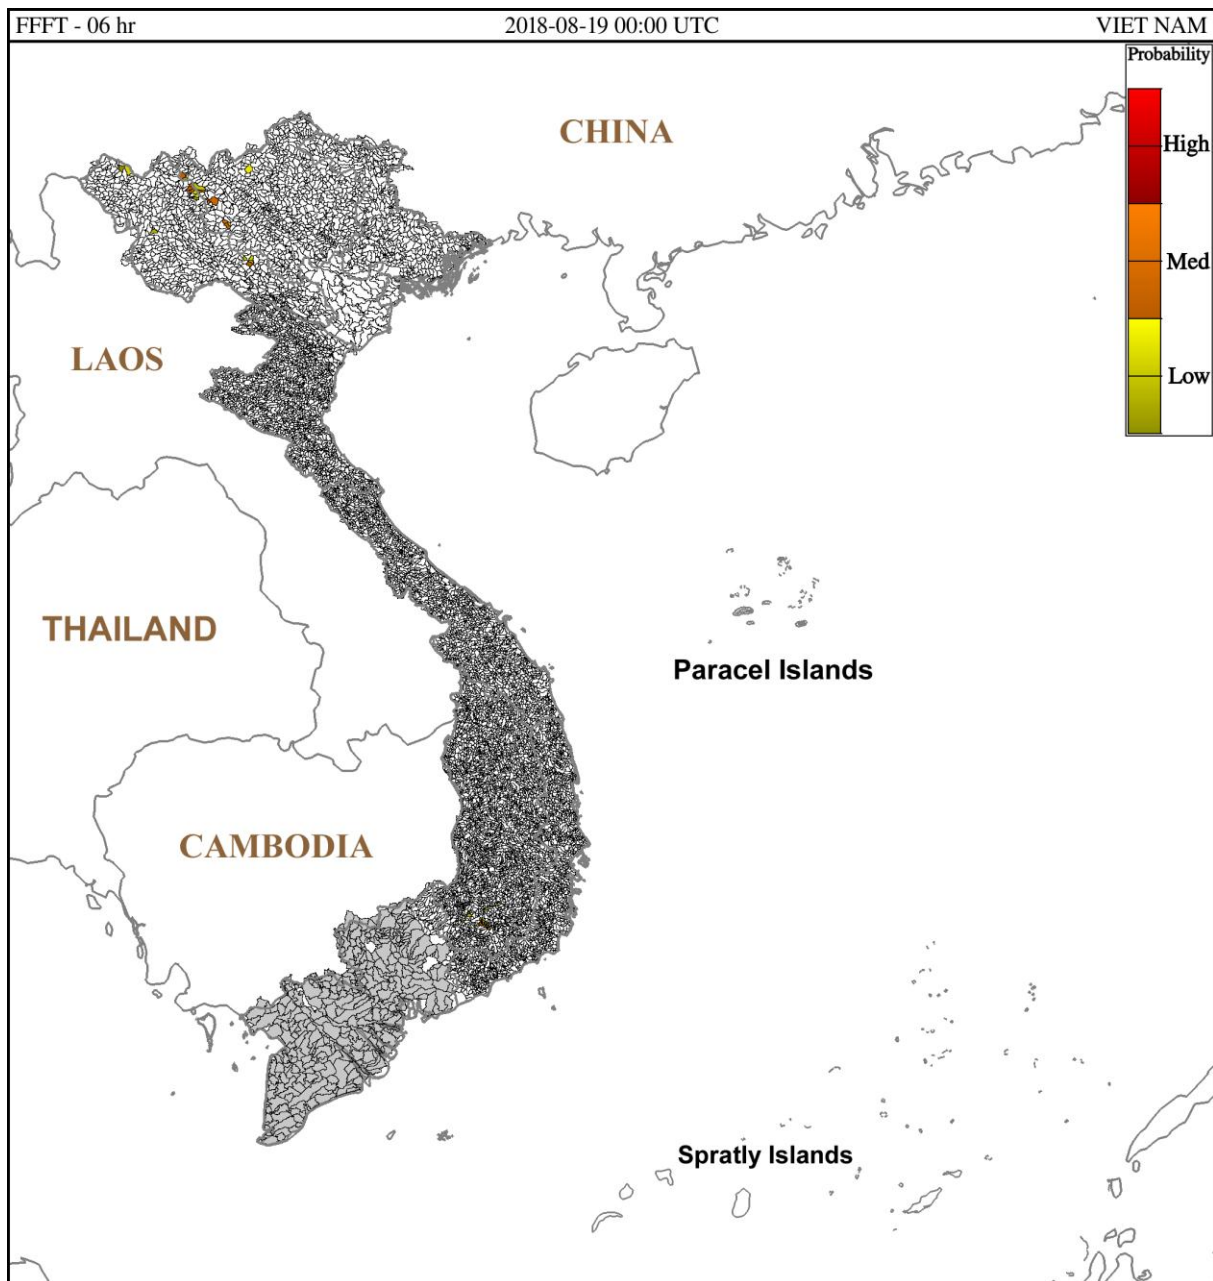 FFFT - 06 hr
2018-08-19 00:00 UTC
VIET NAM
Probability
High
Med
Low
CHINA
LAOS
THAILAND
Paracel Islands
CAMBODIA
Spratly Islands